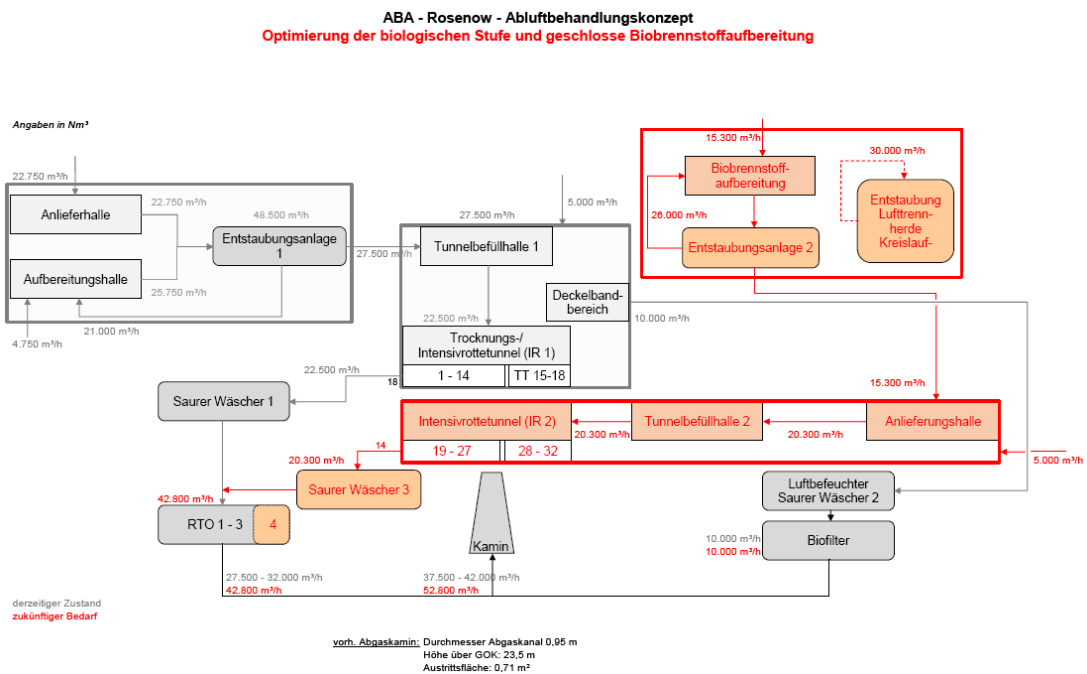 ABA - Rosenow - Abluftbehandlungskonzept
Optimierung der biologischen Stufe und geschlosse Biobrennstoffaufbereitung
Angaben in Nm³
15.300 m³/h
30.000 m³/h
22.750 m³/h
Anlieferhalle
22.750 m³/h
48.500 m³/h
Entstaubungsanlage
1
Aufbereitungshalle
25.750 m³/h
21.000 m³/h
4.750 m³/h
27.500 m³/h
27.500 m³/h
5.000 m³/h
Tunnelbefüllhalle 1
Deckelband-
bereich
10.000 m³/h
22.500 m³/h
Trocknungs-/
Intensivrottetunnel (IR 1)
1 - 14
TT 15-18
18
Biobrennstoff-
aufbereitung
26.000 m³/h
Entstaubungsanlage 2
Entstaubung
Lufttrenn-
herde
Kreislauf-
22.500 m³/h
Saurer Wäscher 1
15.300 m³/h
Intensivrottetunnel (IR 2)
19 - 27
28 - 32
20.300 m³/h
Tunnelbefüllhalle 2
20.300 m³/h
Anlieferungshalle
5.000 m³/h
14
20.300 m³/h
Saurer Wäscher 3
42.800 m³/h
RTO 1 - 3
4
Kamin
Luftbefeuchter
Saurer Wäscher 2
10.000 m³/h
10.000 m³/h
Biofilter
27.500 - 32.000 m³/h
42.800 m³/h
37.500 - 42.000 m³/h
52.800 m³/h
derzeitiger Zustand
zukünftiger Bedarf
vorh. Abgaskamin: Durchmesser Abgaskanal 0,95 m
Höhe über GOK: 23,5 m
Austrittsfläche: 0,71 m²